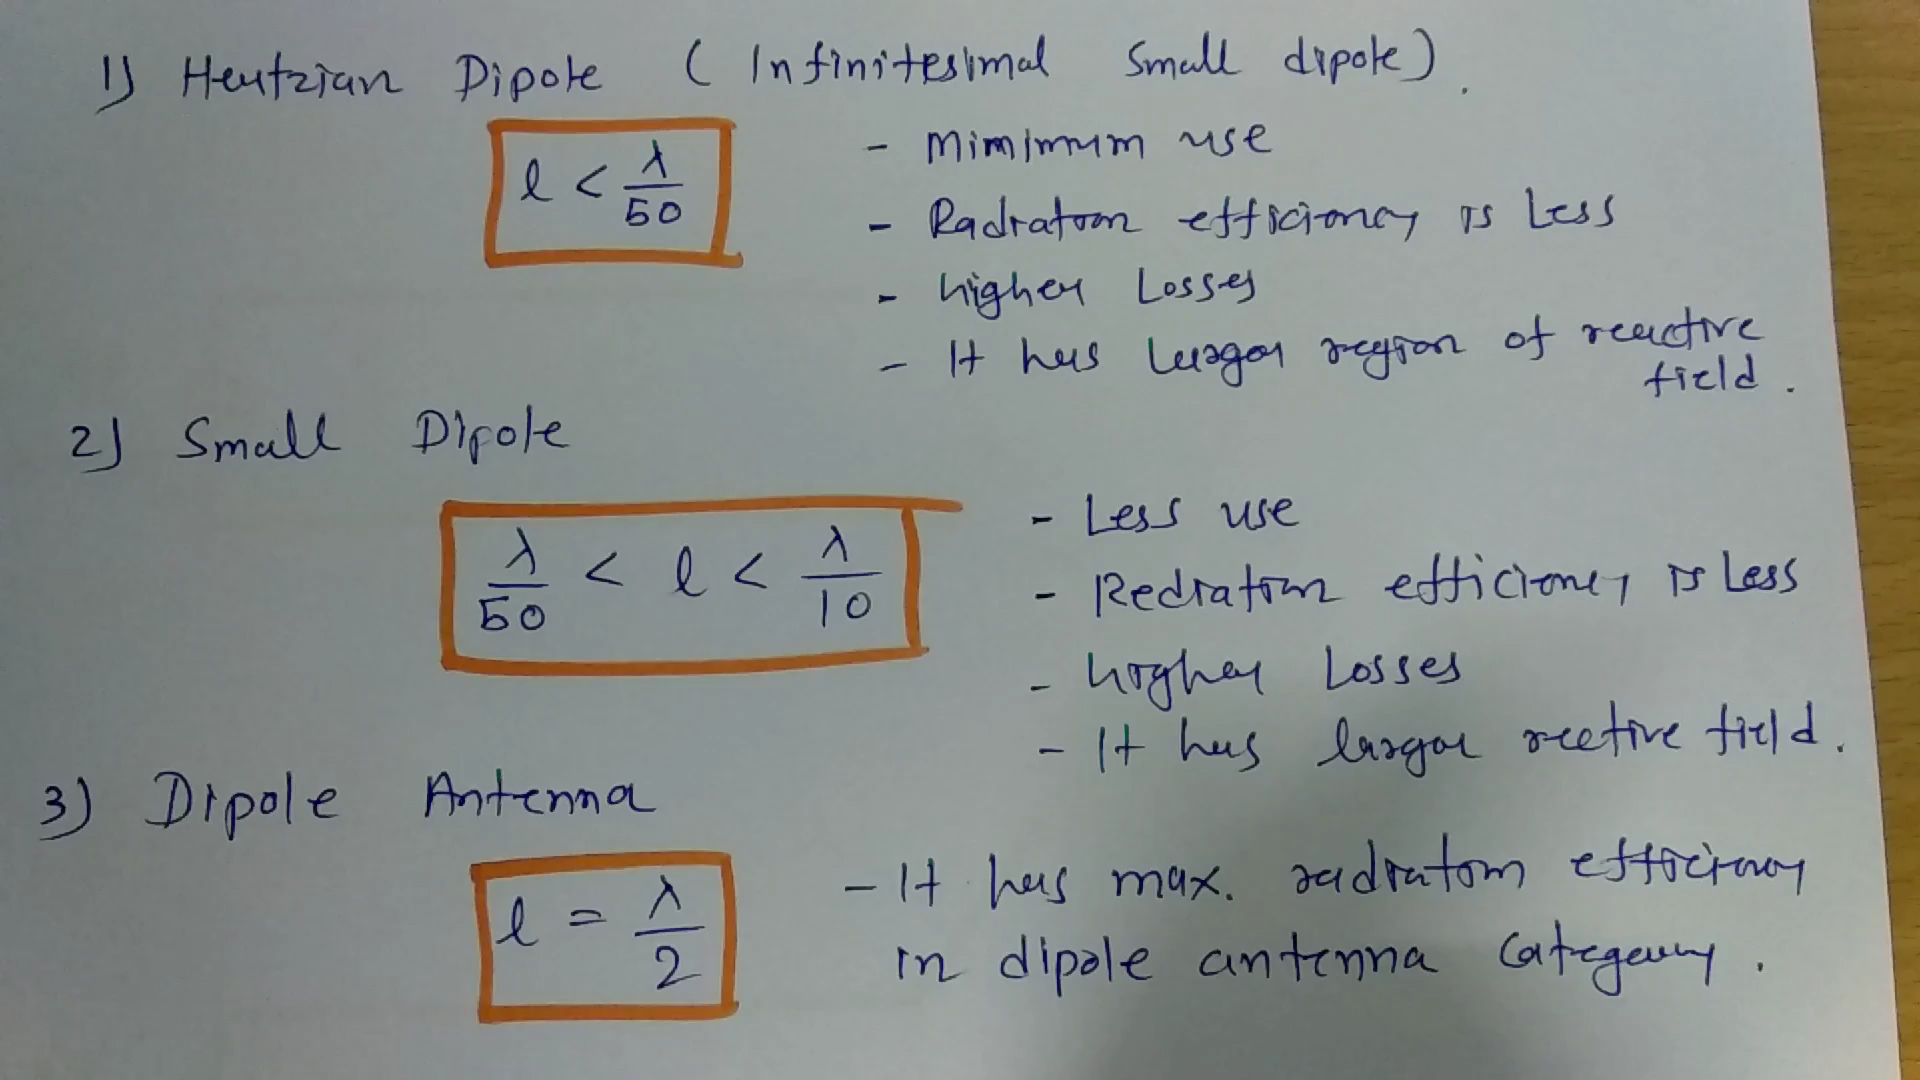 1) Hertzian Dipole (Infinitesimal small dipole).
l < λ/50
- Minimum use
- Radiation efficiency is Less
- higher Losses
- It has larger region of reactive
field.
2) Small Dipole
λ/50 < l < λ/10
- Less use
- Rediation efficiency is Less
- higher Losses
- It has larger reetive field.
3) Dipole Antenna
l = λ/2
- It has max. radiation efficiency
in dipole antenna category.